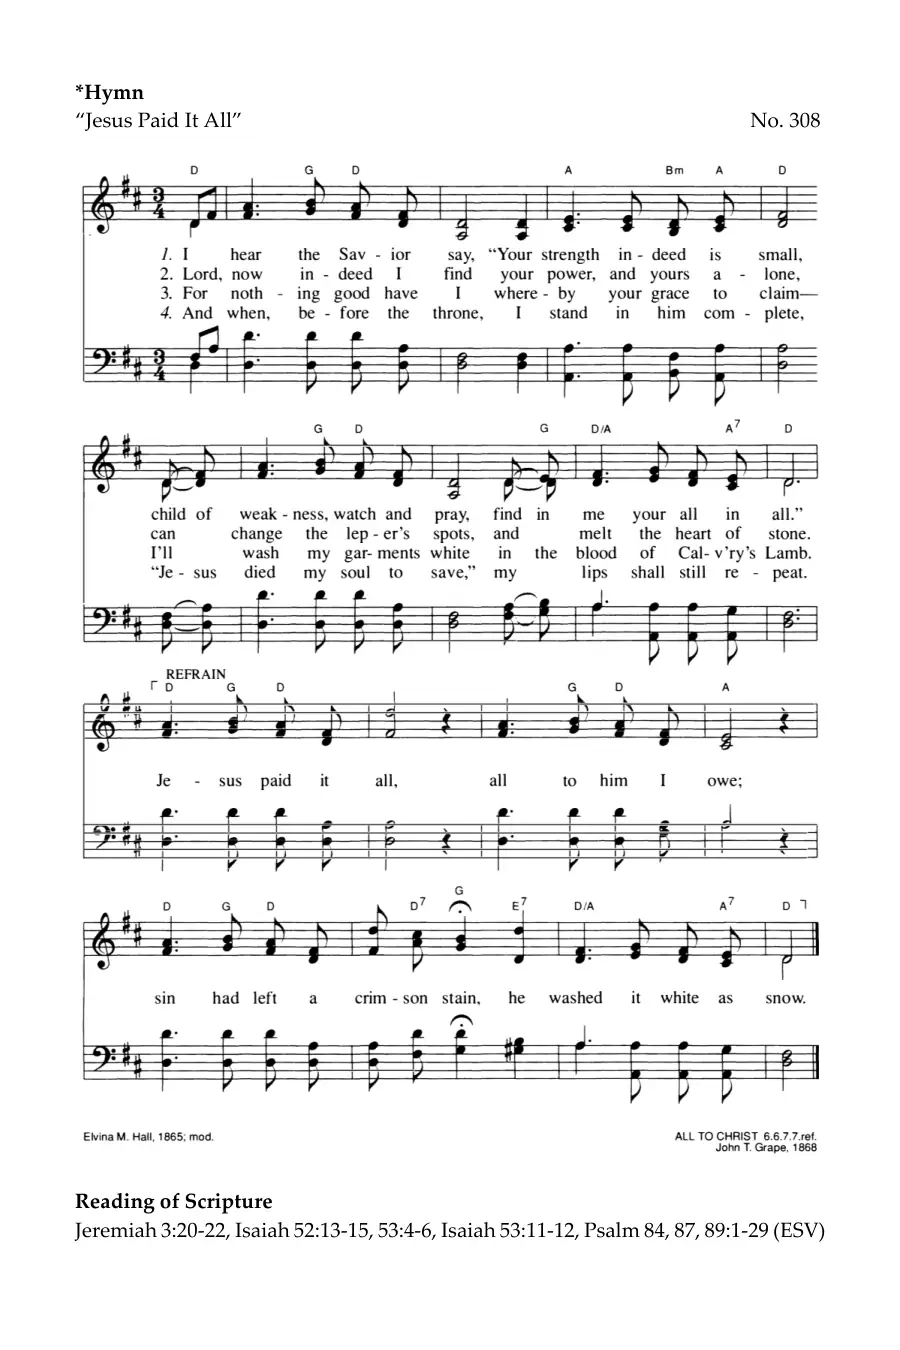 *Hymn
“Jesus Paid It All” No. 308
D G D A Bm A D
1. I hear the Sav - ior say, “Your strength in - deed is small,
2. Lord, now in - deed I find your power, and yours a - lone,
3. For noth - ing good have I where - by your grace to claim—
4. And when, be - fore the throne, I stand in him com - plete,
G D G D/A A7 D
child of weak - ness, watch and pray, find in me your all in all.”
can change the lep - er’s spots, and melt the heart of stone.
I’ll wash my gar- ments white in the blood of Cal- v’ry’s Lamb.
“Je - sus died my soul to save,” my lips shall still re - peat.
REFRAIN
D G D G D A
Je - sus paid it all, all to him I owe;
D G D D7 G E7 D/A A7 D
sin had left a crim - son stain, he washed it white as snow.
Elvina M. Hall, 1865; mod. ALL TO CHRIST 6.6.7.7.ref.
John T. Grape, 1868
Reading of Scripture
Jeremiah 3:20-22, Isaiah 52:13-15, 53:4-6, Isaiah 53:11-12, Psalm 84, 87, 89:1-29 (ESV)